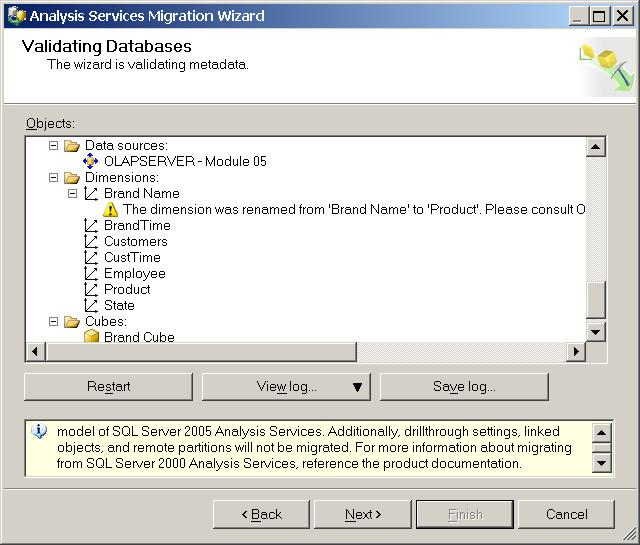 Analysis Services Migration Wizard
Validating Databases
The wizard is validating metadata.
Objects:
Data sources:
OLAPSERVER - Module 05
Dimensions:
Brand Name
The dimension was renamed from 'Brand Name' to 'Product'. Please consult O
BrandTime
Customers
CustTime
Employee
Product
State
Cubes:
Brand Cube
Restart
View log...
Save log...
model of SQL Server 2005 Analysis Services. Additionally, drillthrough settings, linked
objects, and remote partitions will not be migrated. For more information about migrating
from SQL Server 2000 Analysis Services, reference the product documentation.
< Back
Next >
Finish
Cancel